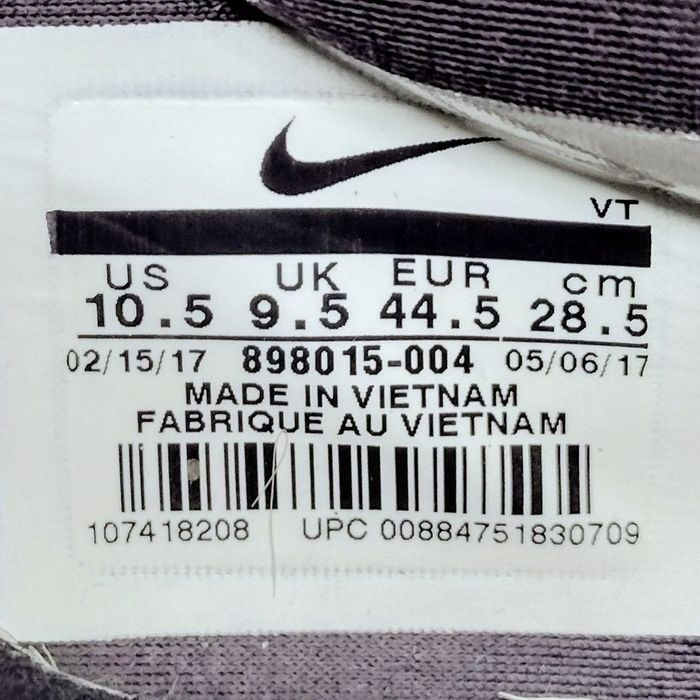 VT
US UK EUR cm
10.5 9.5 44.5 28.5
02/15/17 898015-004 05/06/17
MADE IN VIETNAM
FABRIQUE AU VIETNAM
107418208 UPC 00884751830709